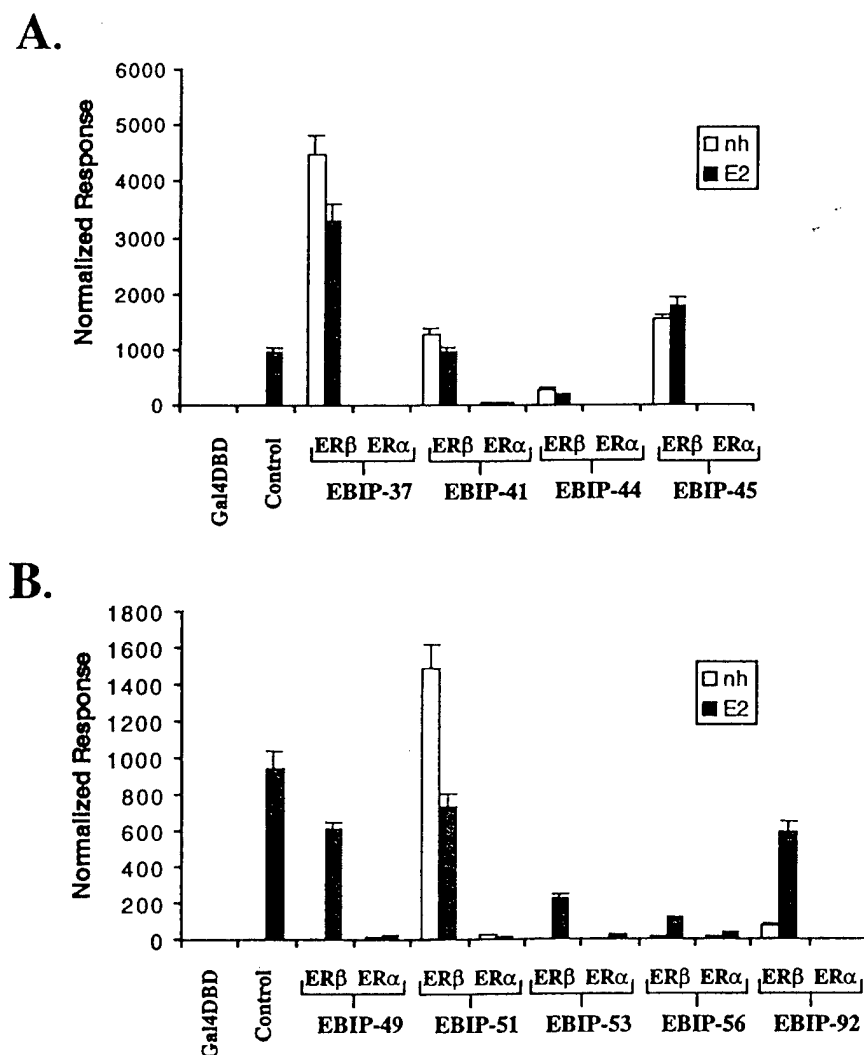 A.
6000
5000
4000
3000
2000
1000
0
Normalized Response
nh
E2
Gal4DBD
Control
ERβ ERα
EBIP-37
ERβ ERα
EBIP-41
ERβ ERα
EBIP-44
ERβ ERα
EBIP-45
B.
1800
1600
1400
1200
1000
800
600
400
200
0
Normalized Response
nh
E2
Gal4DBD
Control
ERβ ERα
EBIP-49
ERβ ERα
EBIP-51
ERβ ERα
EBIP-53
ERβ ERα
EBIP-56
ERβ ERα
EBIP-92